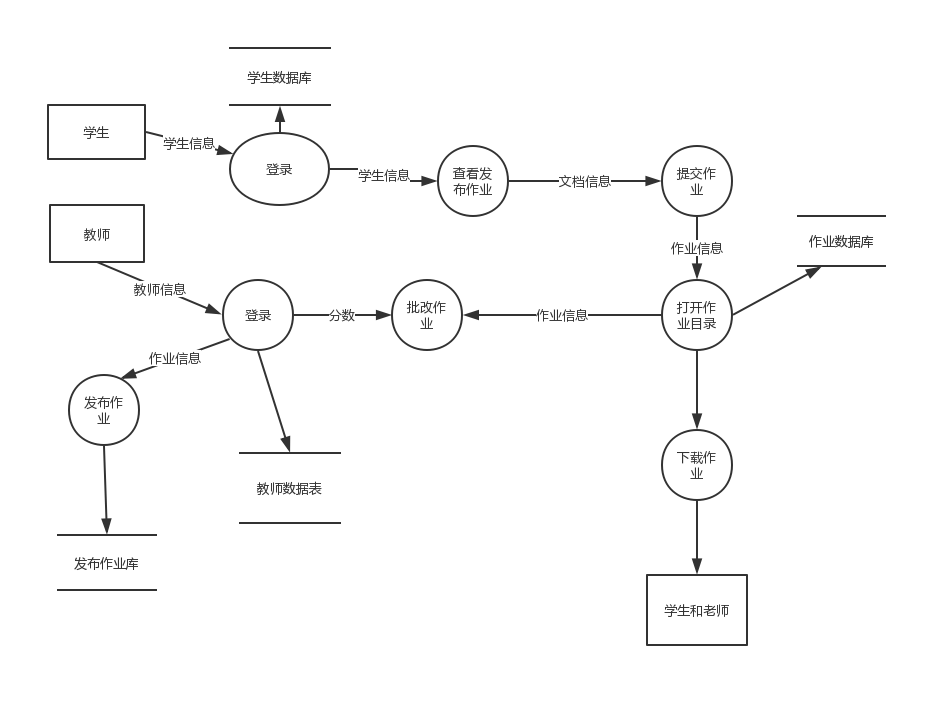 学生数据库
学生
学生信息
登录
学生信息
查看发
布作业
文档信息
提交作
业
教师
作业信息
作业数据库
教师信息
登录
分数
批改作
业
作业信息
打开作
业目录
作业信息
发布作
业
下载作
业
教师数据表
发布作业库
学生和老师